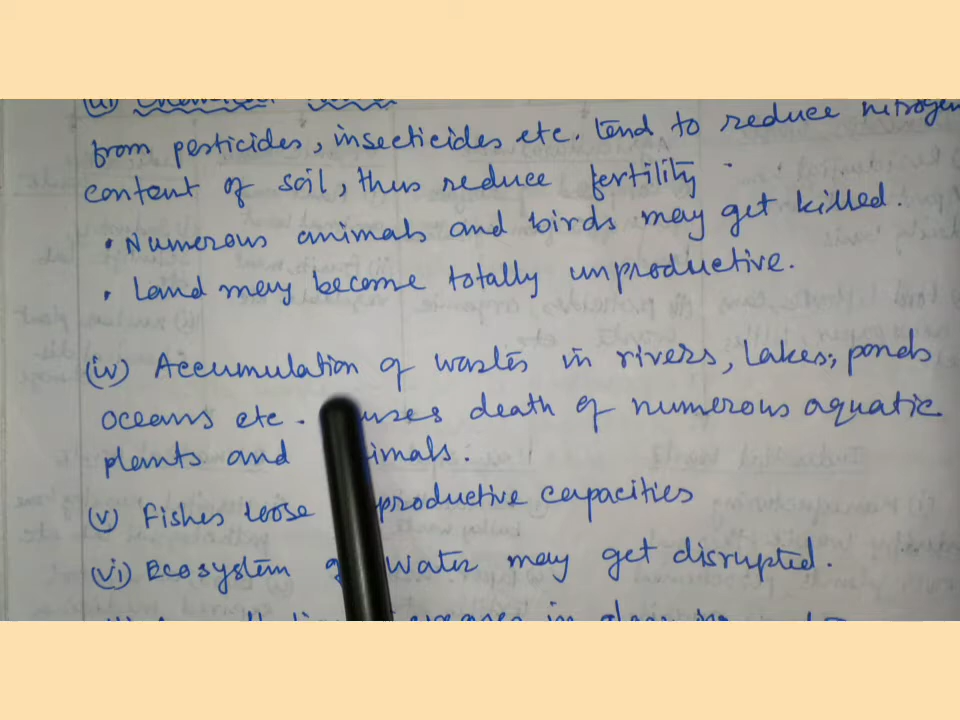 from pesticides, insecticides etc. tend to reduce nitrogen
content of soil, thus reduce fertility
• Numerous animals and birds may get killed.
• Land may become totally unproductive.
(iv) Accumulation of wastes in rivers, Lakes, ponds
oceans etc. death of numerous aquatic
plants and
(v) Fishes loose productive capacities
(vi) Ecosystem water may get disrupted.